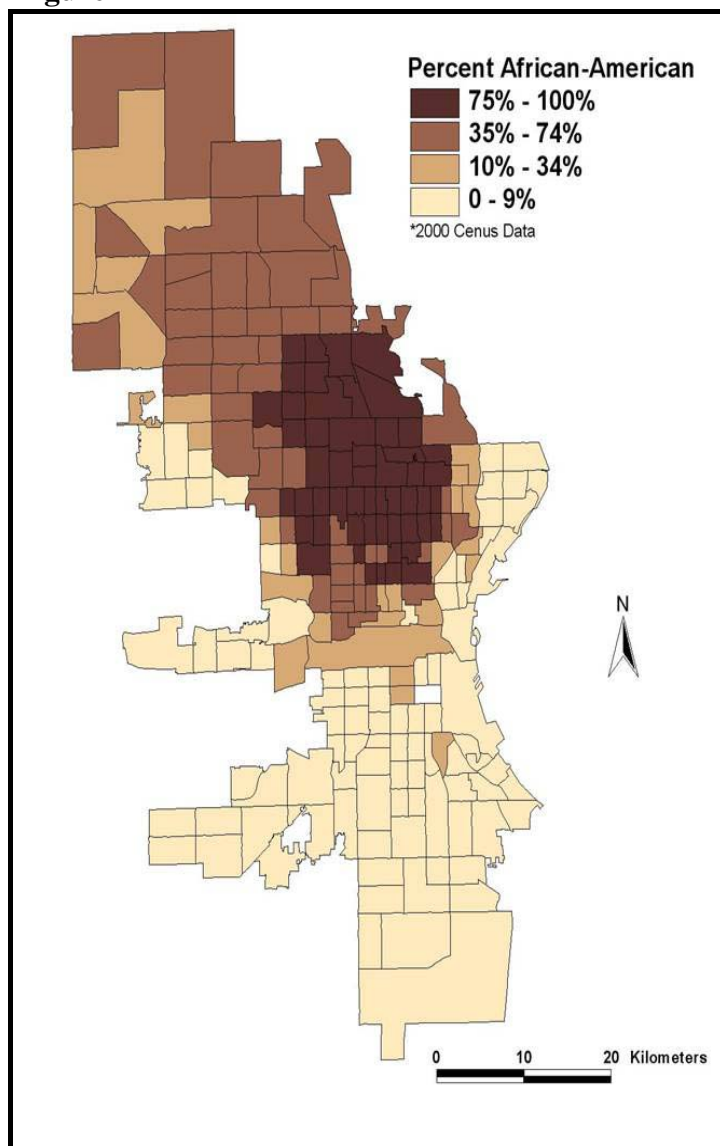 Percent African-American
75% - 100%
35% - 74%
10% - 34%
0 - 9%
*2000 Cenus Data
N
0 10 20 Kilometers